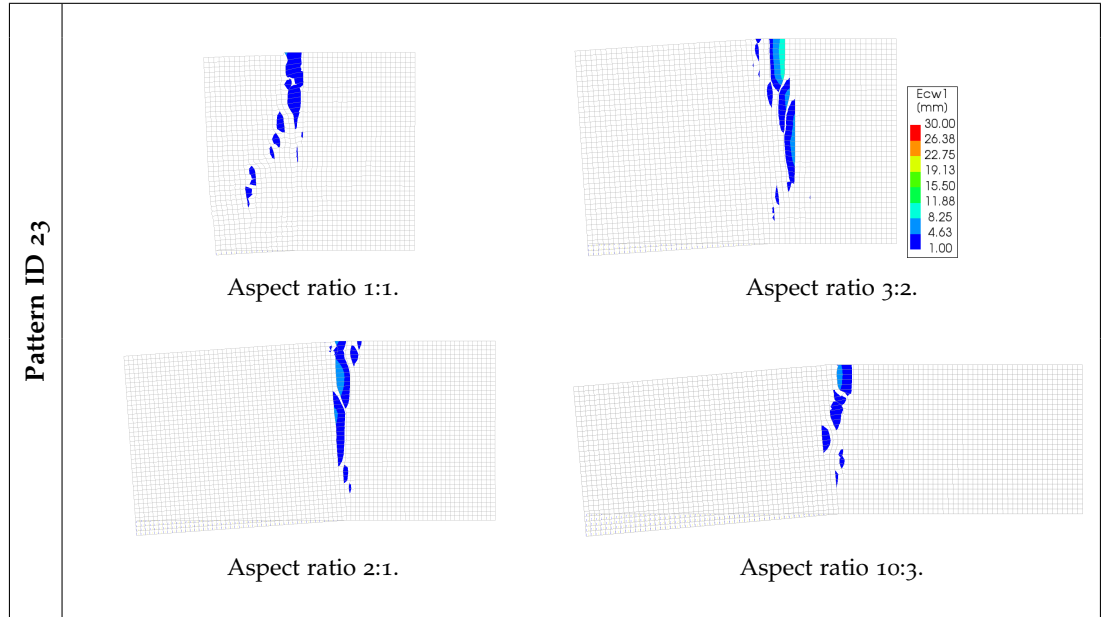 Pattern ID 23
Ecw1
(mm)
30.00
26.38
22.75
19.13
15.50
11.88
8.25
4.63
1.00
Aspect ratio 1:1.
Aspect ratio 3:2.
Aspect ratio 2:1.
Aspect ratio 10:3.